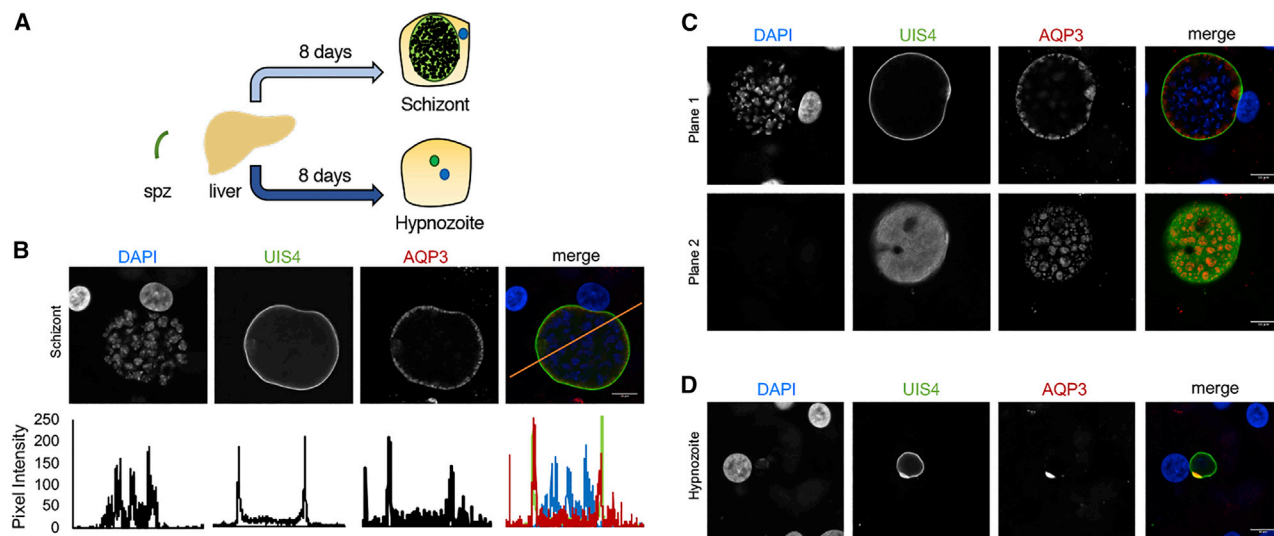 A
8 days
Schizont
spz
liver
8 days
Hypnozoite
B
DAPI
UIS4
AQP3
merge
Schizont
Pixel Intensity
250
200
150
100
50
0
C
DAPI
UIS4
AQP3
merge
Plane 1
Plane 2
D
DAPI
UIS4
AQP3
merge
Hypnozoite